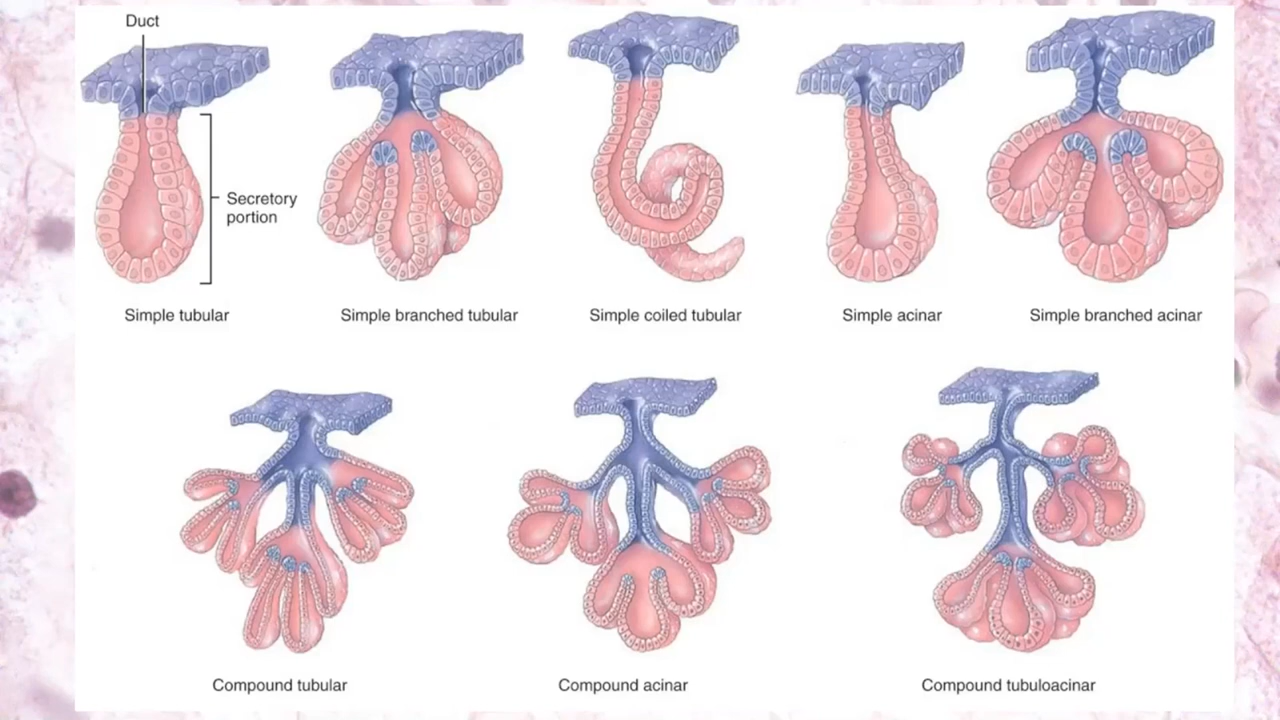 Duct
Secretory
portion
Simple tubular
Simple branched tubular
Simple coiled tubular
Simple acinar
Simple branched acinar
Compound tubular
Compound acinar
Compound tubuloacinar